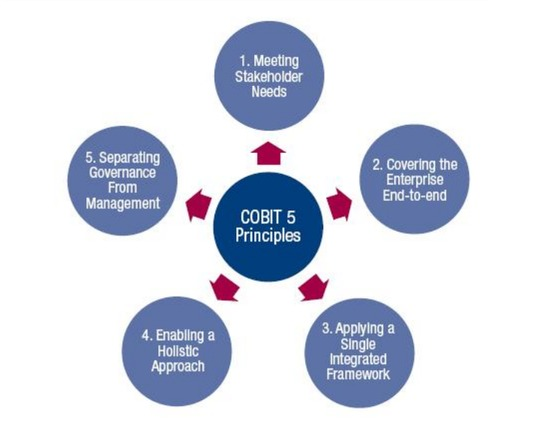 1. Meeting
Stakeholder
Needs
2. Covering the
Enterprise
End-to-end
3. Applying a
Single
Integrated
Framework
4. Enabling a
Holistic
Approach
5. Separating
Governance
From
Management
COBIT 5
Principles